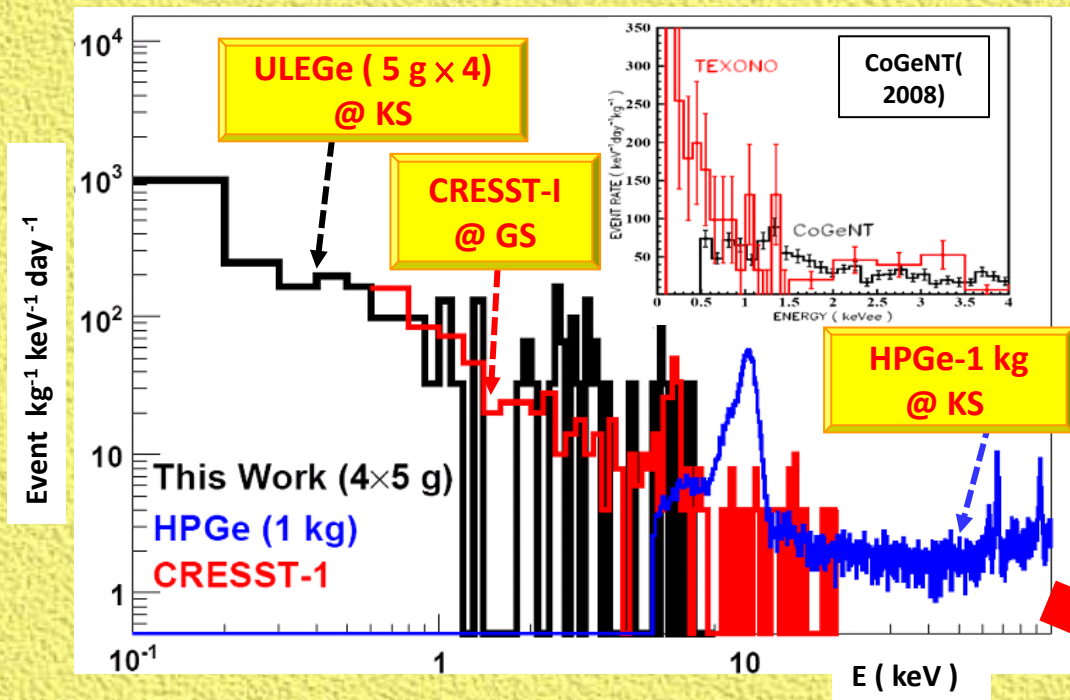 10⁴
ULEGe ( 5 g × 4)
@ KS
CRESST-I
@ GS
10³
10²
10
1
Event kg⁻¹ keV⁻¹ day ⁻¹
This Work (4×5 g)
HPGe (1 kg)
CRESST-1
10⁻¹
1
10
E ( keV )
HPGe-1 kg
@ KS
350
300
250
200
150
100
50
EVENT RATE ( keV⁻¹day⁻¹kg⁻¹)
TEXONO
CoGeNT(
2008)
CoGeNT
0 0.5 1 1.5 2 2.5 3 3.5 4
ENERGY ( keVee )